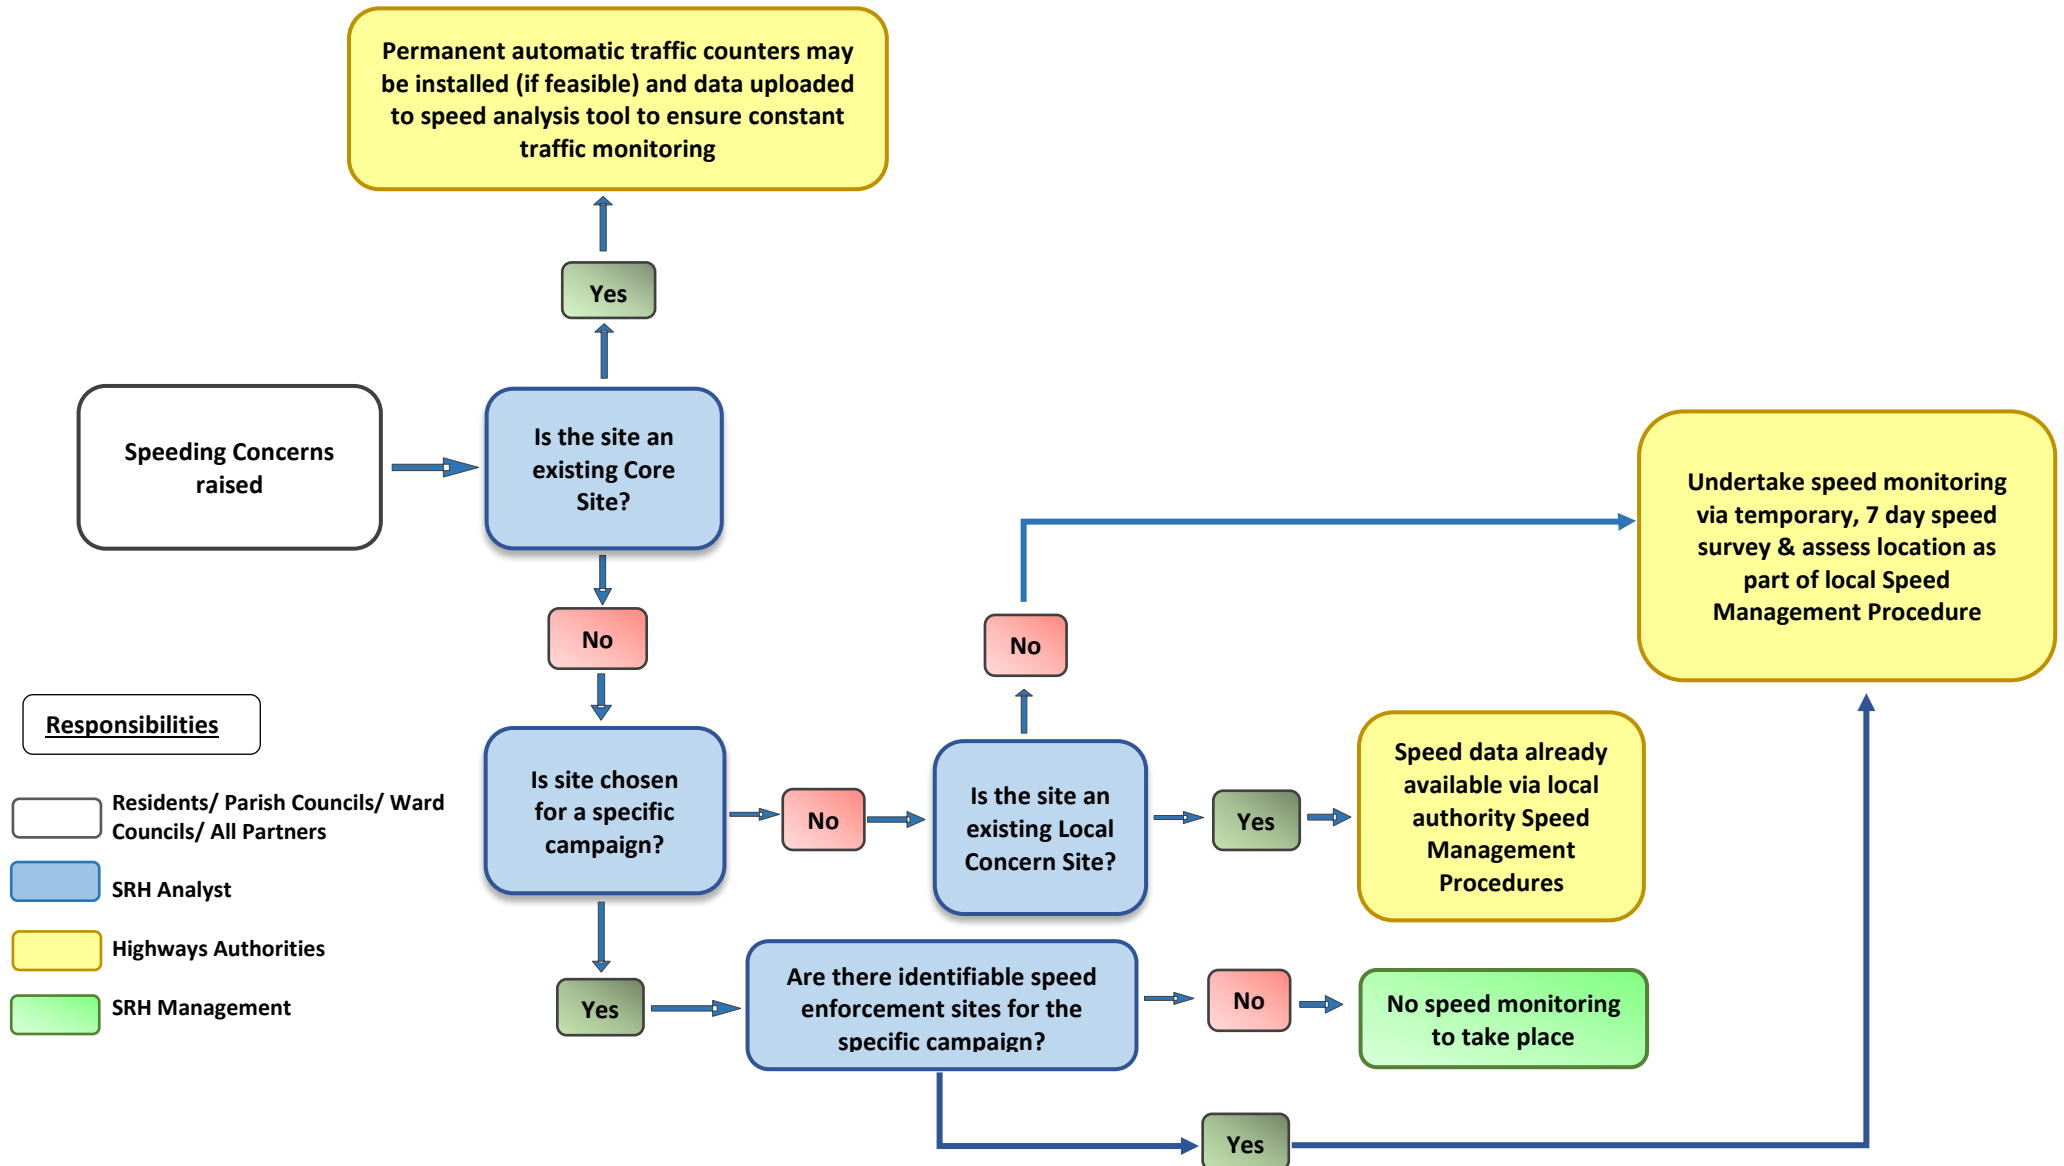 Permanent automatic traffic counters may
be installed (if feasible) and data uploaded
to speed analysis tool to ensure constant
traffic monitoring
Yes
Speeding Concerns
raised
Is the site an
existing Core
Site?
No
Is site chosen
for a specific
campaign?
No
Is the site an
existing Local
Concern Site?
No
Undertake speed monitoring
via temporary, 7 day speed
survey & assess location as
part of local Speed
Management Procedure
Yes
Speed data already
available via local
authority Speed
Management
Procedures
Yes
Are there identifiable speed
enforcement sites for the
specific campaign?
No
No speed monitoring
to take place
Yes
Responsibilities
Residents/ Parish Councils/ Ward
Councils/ All Partners
SRH Analyst
Highways Authorities
SRH Management